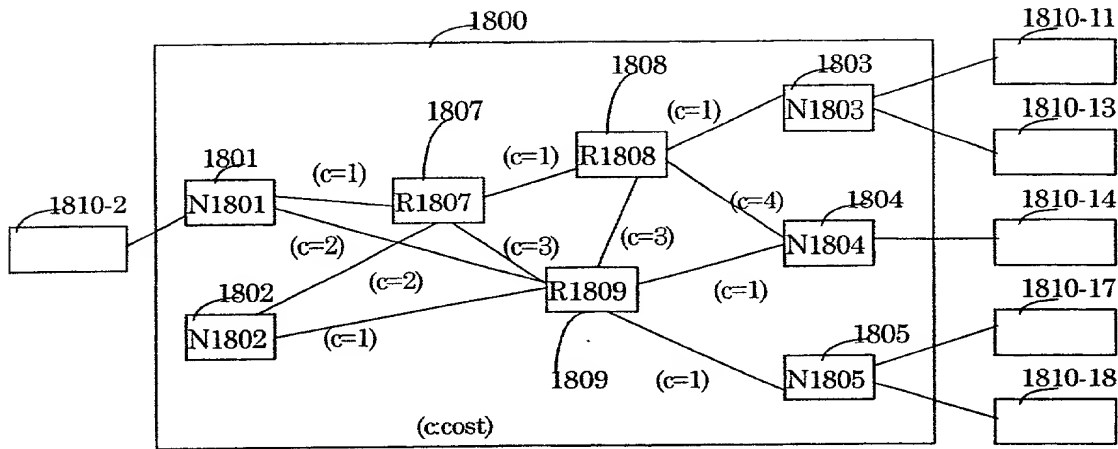 1800
1810-11
1808
1803
1807
(c=1)
N1803
1810-13
1801
(c=1)
(c=1)
R1808
1810-2
N1801
R1807
(c=4)
1804
1810-14
(c=2)
(c=3)
(c=3)
N1804
1802
(c=2)
R1809
(c=1)
1810-17
N1802
(c=1)
1805
1809
(c=1)
N1805
1810-18
(c:cost)